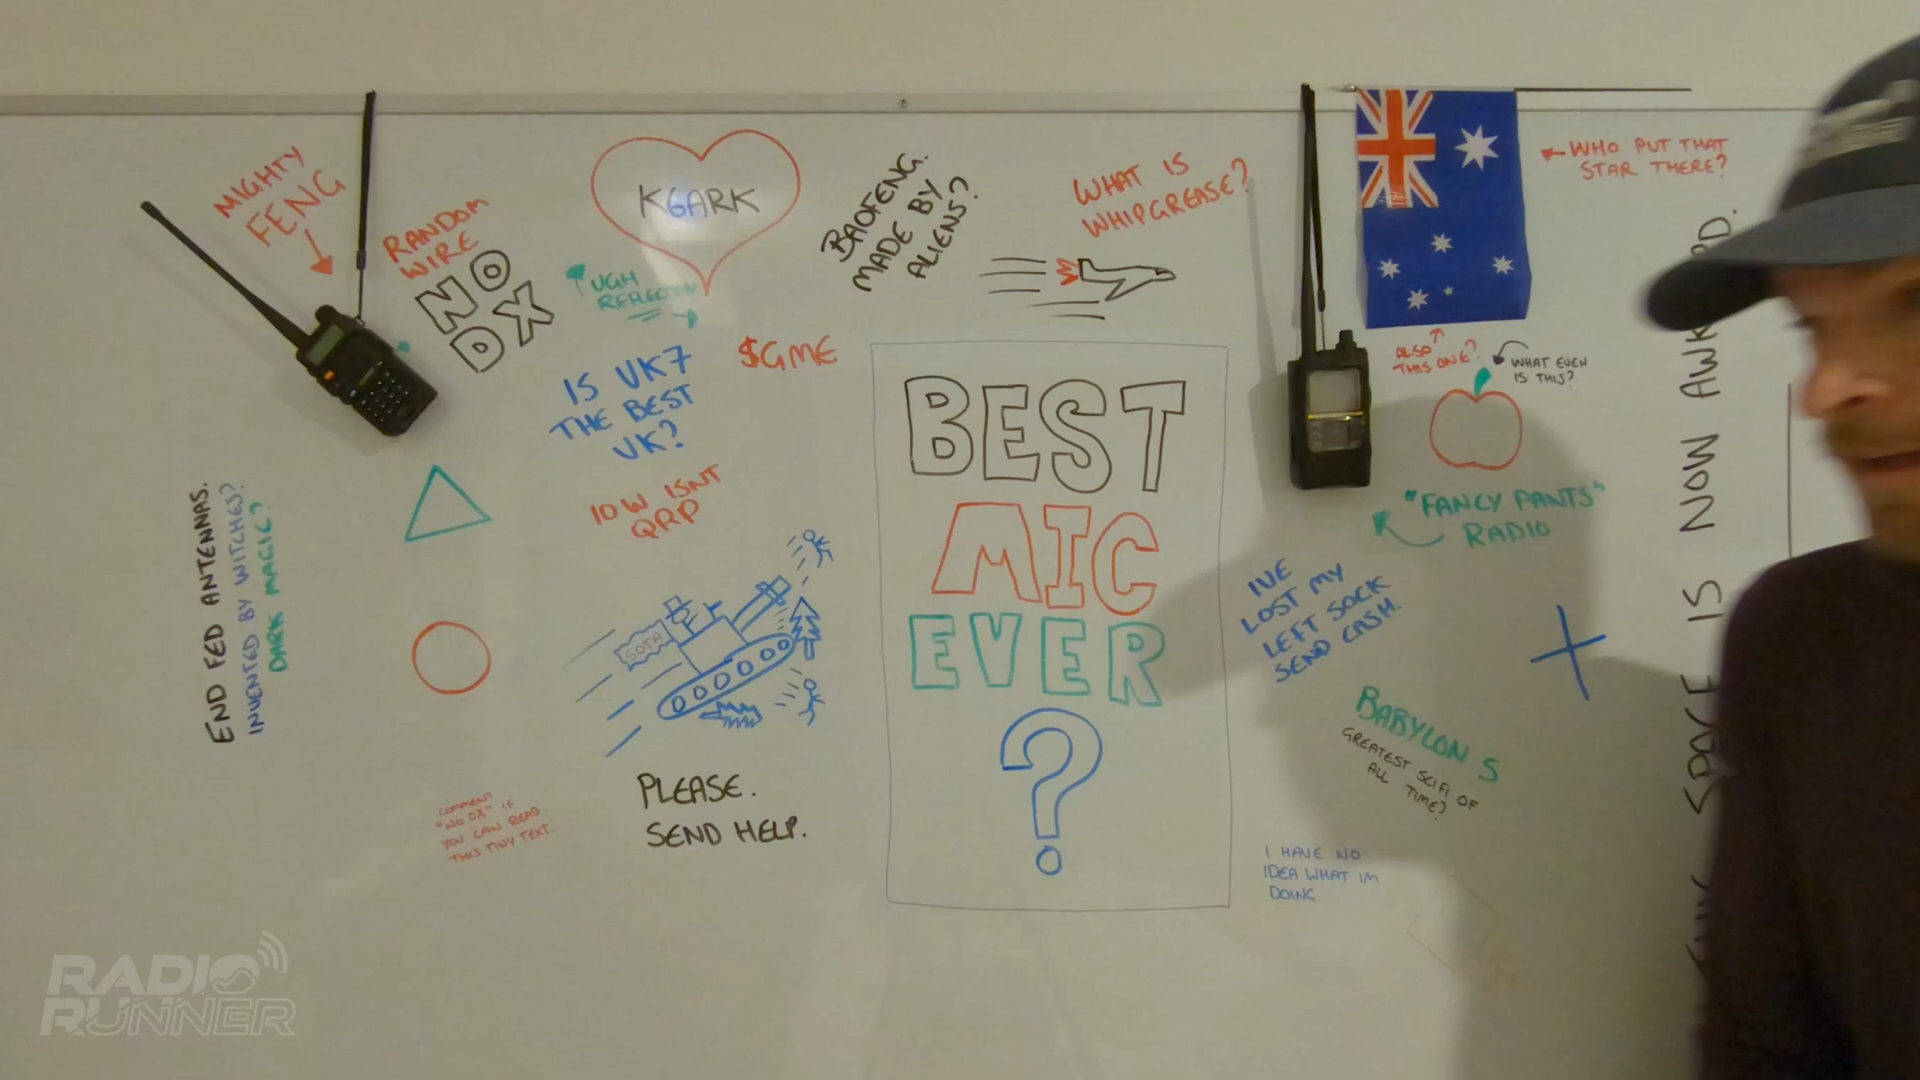 MIGHTY
FENG
RANDOM
WIRE
NO
DX
K6ARK
UGH
REFLECTION
BAOFENG.
MADE BY
ALIENS?
WHAT IS
WHIPGREASE?
WHO PUT THAT
STAR THERE?
ALSO
THIS ONE?
WHAT EVEN
IS THIS?
$GME
IS VK7
THE BEST
VK?
10W ISNT
QRP
BEST
MIC
EVER
?
"FANCY PANTS"
RADIO
END FED ANTENNAS.
INVENTED BY WITCHES?
DARK MAGIC?
SOTA
IVE
LOST MY
LEFT SOCK
SEND CASH.
BABYLON 5
GREATEST SCIFI OF
ALL TIME?
PLEASE.
SEND HELP.
COMMENT
"NO DX" IF
YOU CAN READ
THIS TINY TEXT.
I HAVE NO
IDEA WHAT IM
DOING.
SPACE IS NOW
RADIO
RUNNER